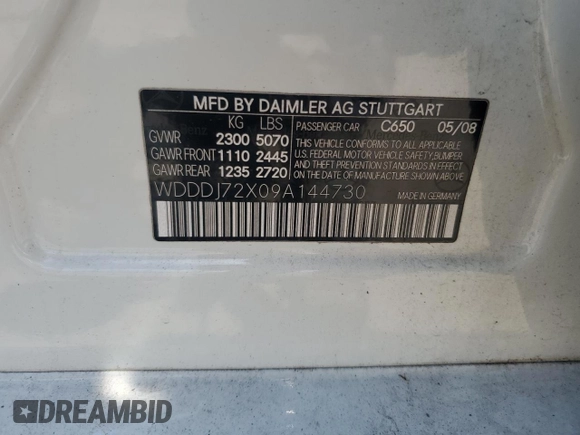 MFD BY DAIMLER AG STUTTGART
KG LBS PASSENGER CAR C650 05/08
GVWR 2300 5070
GAWR FRONT 1110 2445
GAWR REAR 1235 2720
THIS VEHICLE CONFORMS TO ALL APPLICABLE
U.S. FEDERAL MOTOR VEHICLE SAFETY, BUMPER
AND THEFT PREVENTION STANDARDS IN EFFECT
ON THE DATE OF MANUFACTURE SHOWN ABOVE.
WDDDJ72X09A144730
MADE IN GERMANY
DREAMBID